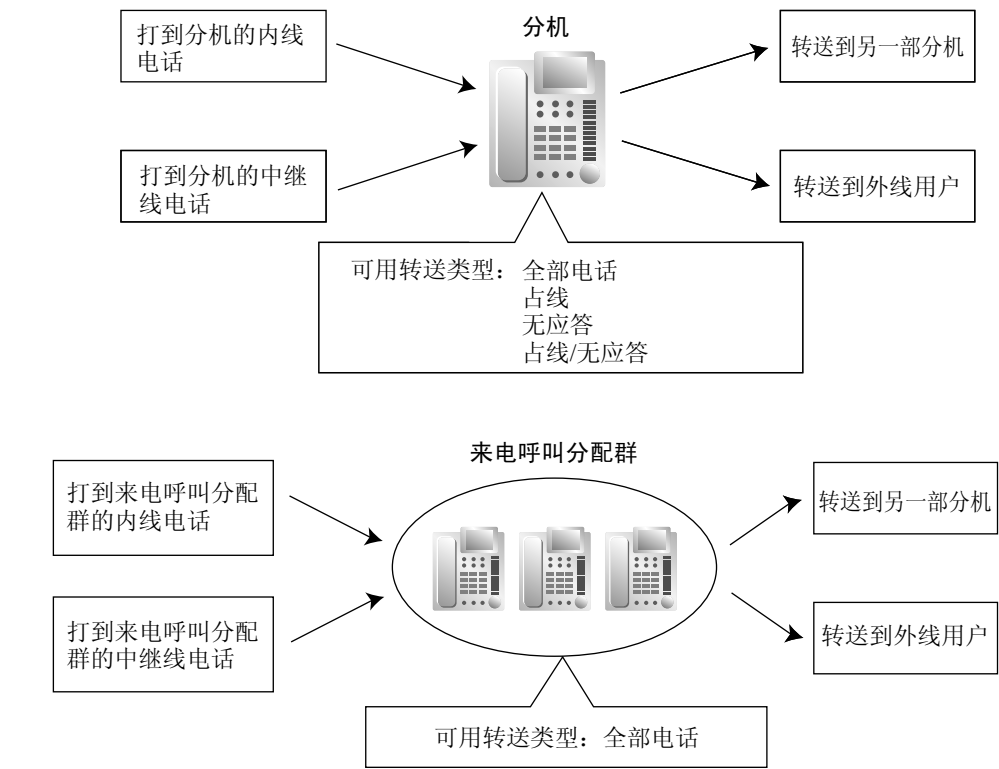 分机
打到分机的内线
电话
转送到另一部分机
打到分机的中继
线电话
转送到外线用户
可用转送类型：全部电话
占线
无应答
占线/无应答
来电呼叫分配群
打到来电呼叫分配
群的内线电话
转送到另一部分机
打到来电呼叫分配
群的中继线电话
转送到外线用户
可用转送类型：全部电话